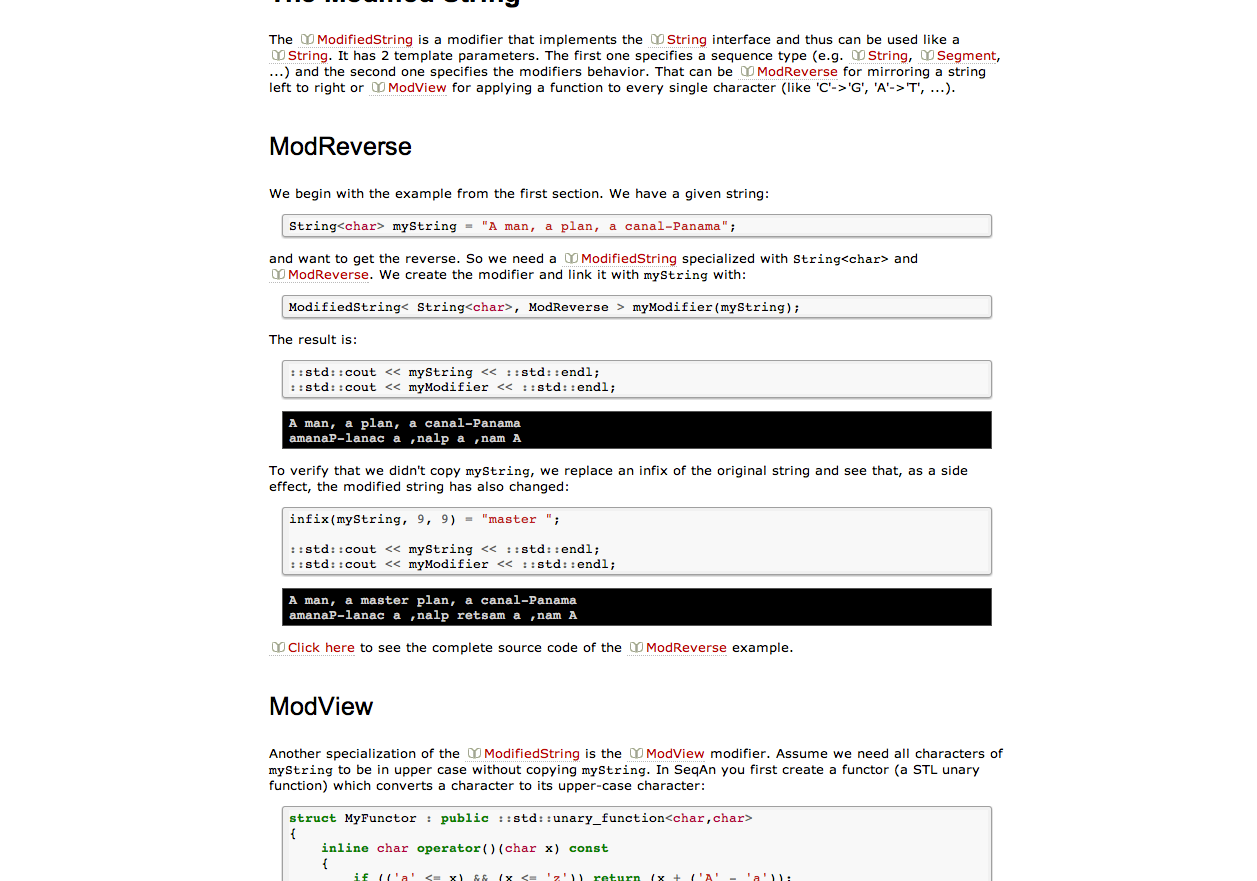 The Modified String
The ModifiedString is a modifier that implements the String interface and thus can be used like a
String. It has 2 template parameters. The first one specifies a sequence type (e.g. String, Segment,
...) and the second one specifies the modifiers behavior. That can be ModReverse for mirroring a string
left to right or ModView for applying a function to every single character (like 'C'->'G', 'A'->'T', ...).
ModReverse
We begin with the example from the first section. We have a given string:
String<char> myString = "A man, a plan, a canal-Panama";
and want to get the reverse. So we need a ModifiedString specialized with String<char> and
ModReverse. We create the modifier and link it with myString with:
ModifiedString< String<char>, ModReverse > myModifier(myString);
The result is:
::std::cout << myString << ::std::endl;
::std::cout << myModifier << ::std::endl;
A man, a plan, a canal-Panama
amanaP-lanac a ,nalp a ,nam A
To verify that we didn't copy myString, we replace an infix of the original string and see that, as a side
effect, the modified string has also changed:
infix(myString, 9, 9) = "master ";
::std::cout << myString << ::std::endl;
::std::cout << myModifier << ::std::endl;
A man, a master plan, a canal-Panama
amanaP-lanac a ,nalp retsam a ,nam A
Click here to see the complete source code of the ModReverse example.
ModView
Another specialization of the ModifiedString is the ModView modifier. Assume we need all characters of
myString to be in upper case without copying myString. In SeqAn you first create a functor (a STL unary
function) which converts a character to its upper-case character:
struct MyFunctor : public ::std::unary_function<char,char>
{
inline char operator()(char x) const
{
if (('a' <= x) && (x <= 'z')) return (x + ('A' - 'a'));